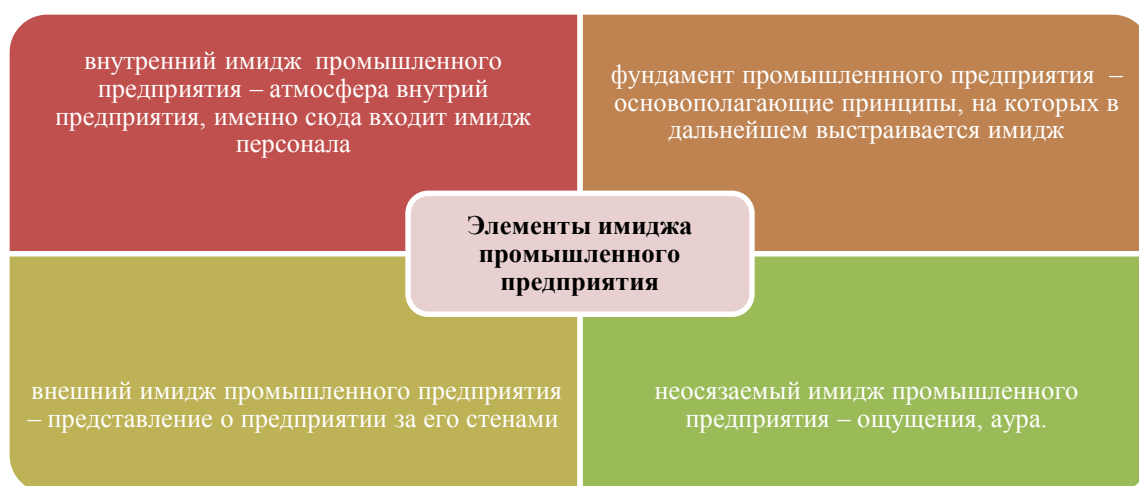 внутренний имидж промышленного
предприятия – атмосфера внутрий
предприятия, именно сюда входит имидж
персонала
фундамент промышленнного предприятия –
основополагающие принципы, на которых в
дальнейшем выстраивается имидж
Элементы имиджа
промышленного
предприятия
внешний имидж промышленного предприятия
– представление о предприятии за его стенами
неосязаемый имидж промышленного
предприятия – ощущения, аура.